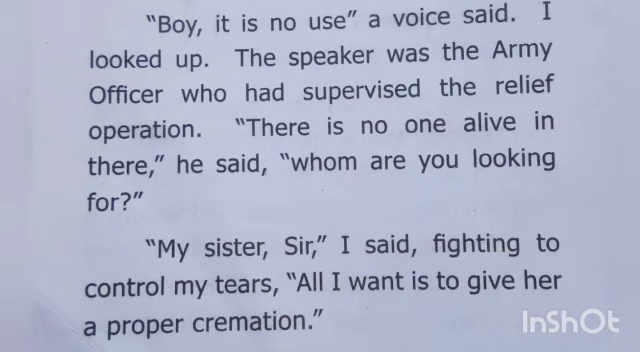 “Boy, it is no use” a voice said. I
looked up. The speaker was the Army
Officer who had supervised the relief
operation. “There is no one alive in
there,” he said, “whom are you looking
for?”
“My sister, Sir,” I said, fighting to
control my tears, “All I want is to give her
a proper cremation.”
InShOt